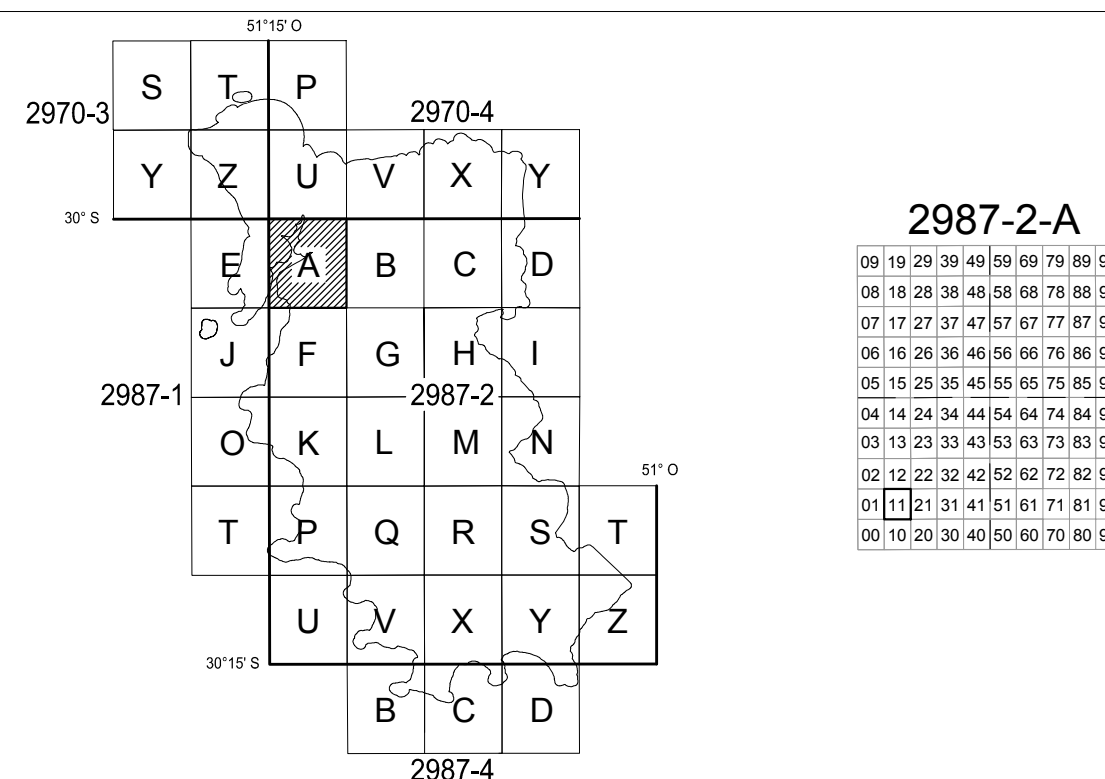 51°15' O
S T P
2970-3 2970-4
Y Z U V X Y
30° S
E A B C D
J F G H I
2987-1 2987-2
O K L M N
51° O
T P Q R S T
U V X Y Z
30°15' S
B C D
2987-4
2987-2-A
09 19 29 39 49 59 69 79 89
08 18 28 38 48 58 68 78 88
07 17 27 37 47 57 67 77 87
06 16 26 36 46 56 66 76 86
05 15 25 35 45 55 65 75 85
04 14 24 34 44 54 64 74 84
03 13 23 33 43 53 63 73 83
02 12 22 32 42 52 62 72 82
01 11 21 31 41 51 61 71 81
00 10 20 30 40 50 60 70 80